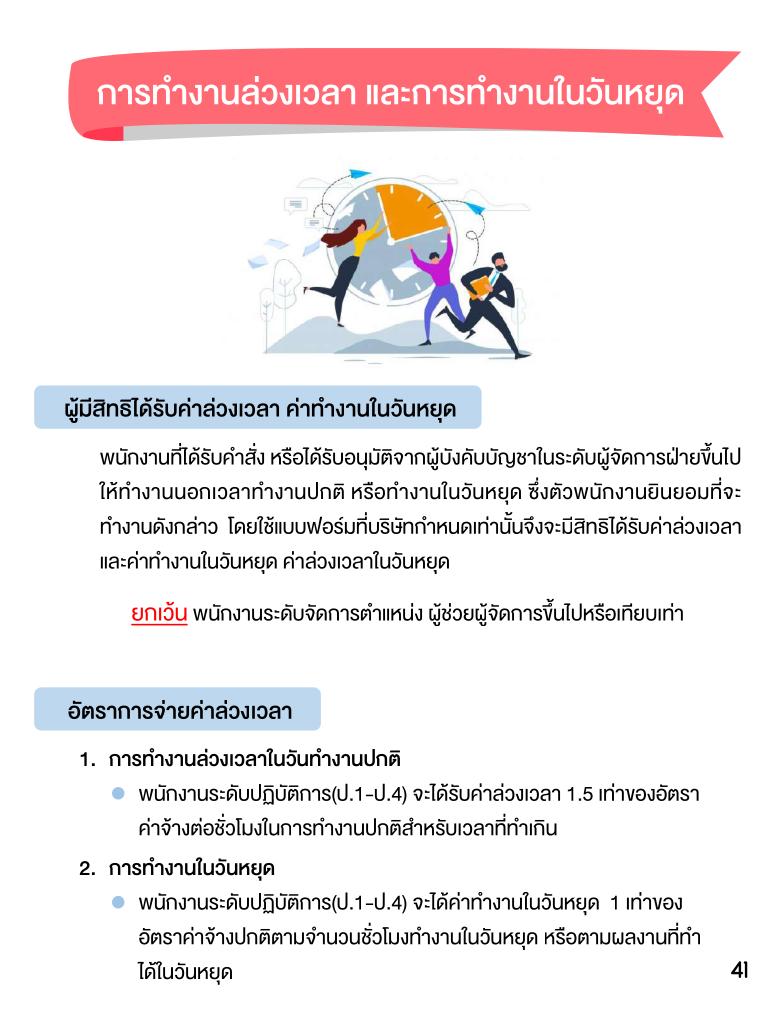 การทำงานล่วงเวลา และการทำงานในวันหยุด
ผู้มีสิทธิได้รับค่าล่วงเวลา ค่าทำงานในวันหยุด
พนักงานที่ได้รับคำสั่ง หรือได้รับอนุมัติจากผู้บังคับบัญชาในระดับผู้จัดการฝ่ายขึ้นไป
ให้ทำงานนอกเวลาทำงานปกติ หรือทำงานในวันหยุด ซึ่งตัวพนักงานยินยอมที่จะ
ทำงานดังกล่าว โดยใช้แบบฟอร์มที่บริษัทกำหนดเท่านั้นจึงจะมีสิทธิได้รับค่าล่วงเวลา
และค่าทำงานในวันหยุด ค่าล่วงเวลาในวันหยุด
ยกเว้น พนักงานระดับจัดการตำแหน่ง ผู้ช่วยผู้จัดการขึ้นไปหรือเทียบเท่า
อัตราการจ่ายค่าล่วงเวลา
1. การทำงานล่วงเวลาในวันทำงานปกติ
● พนักงานระดับปฏิบัติการ(ป.1-ป.4) จะได้รับค่าล่วงเวลา 1.5 เท่าของอัตรา
ค่าจ้างต่อชั่วโมงในการทำงานปกติสำหรับเวลาที่ทำเกิน
2. การทำงานในวันหยุด
● พนักงานระดับปฏิบัติการ(ป.1-ป.4) จะได้ค่าทำงานในวันหยุด 1 เท่าของ
อัตราค่าจ้างปกติตามจำนวนชั่วโมงทำงานในวันหยุด หรือตามผลงานที่ทำ
ได้ในวันหยุด
41